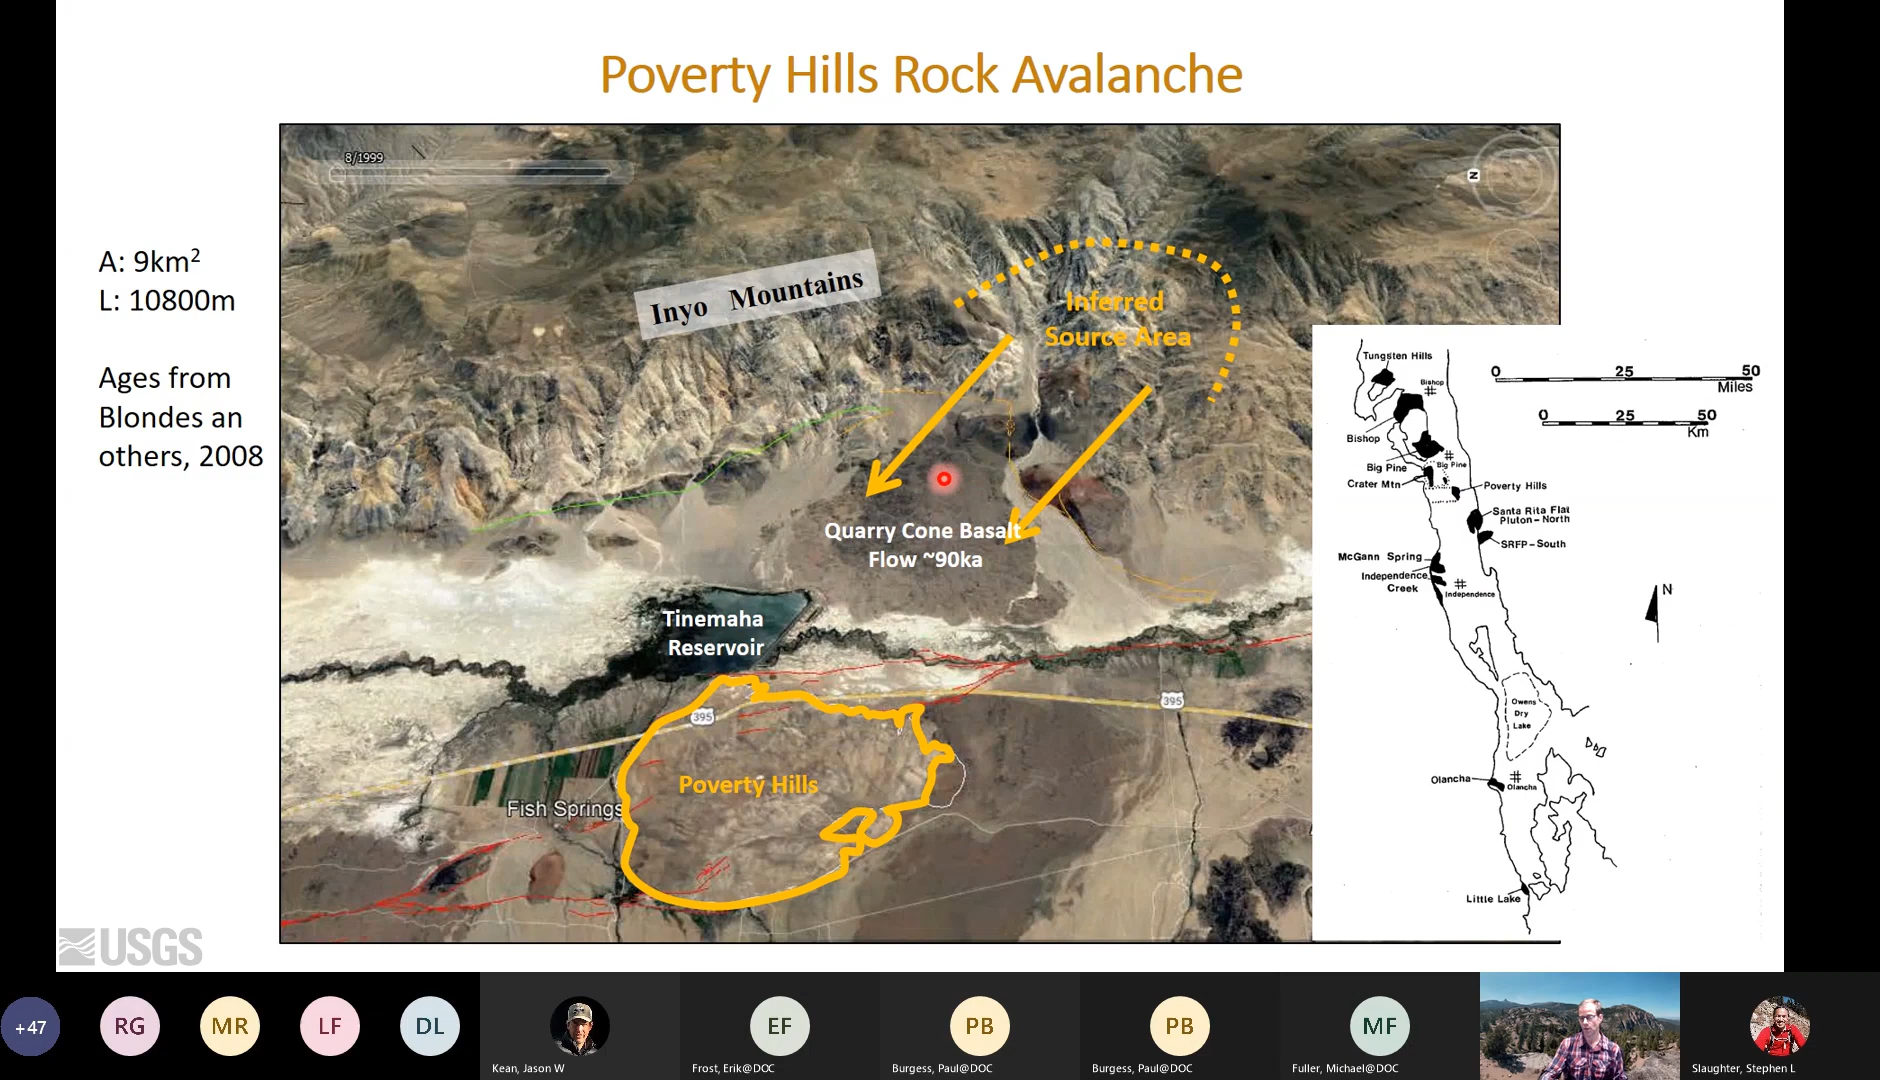 Poverty Hills Rock Avalanche
A: 9km2
L: 10800m
Ages from
Blondes an
others, 2008
8/1999
N
Inyo Mountains
Inferred
Source Area
Quarry Cone Basalt
Flow ~90ka
Tinemaha
Reservoir
395
395
Poverty Hills
Fish Springs
0 25 50
Miles
0 25 50
Km
Tungsten Hills
Bishop
Bishop
Big Pine
Big Pine
Crater Mtn
Poverty Hills
Santa Rita Flat
Pluton-North
SRFP-South
McGann Spring
Independence
Creek
Independence
N
Owens
Dry
Lake
Olancha
Olancha
Little Lake
USGS
+47
RG
MR
LF
DL
Kean, Jason W
EF
Frost, Erik@DOC
PB
Burgess, Paul@DOC
PB
Burgess, Paul@DOC
MF
Fuller, Michael@DOC
Slaughter, Stephen L